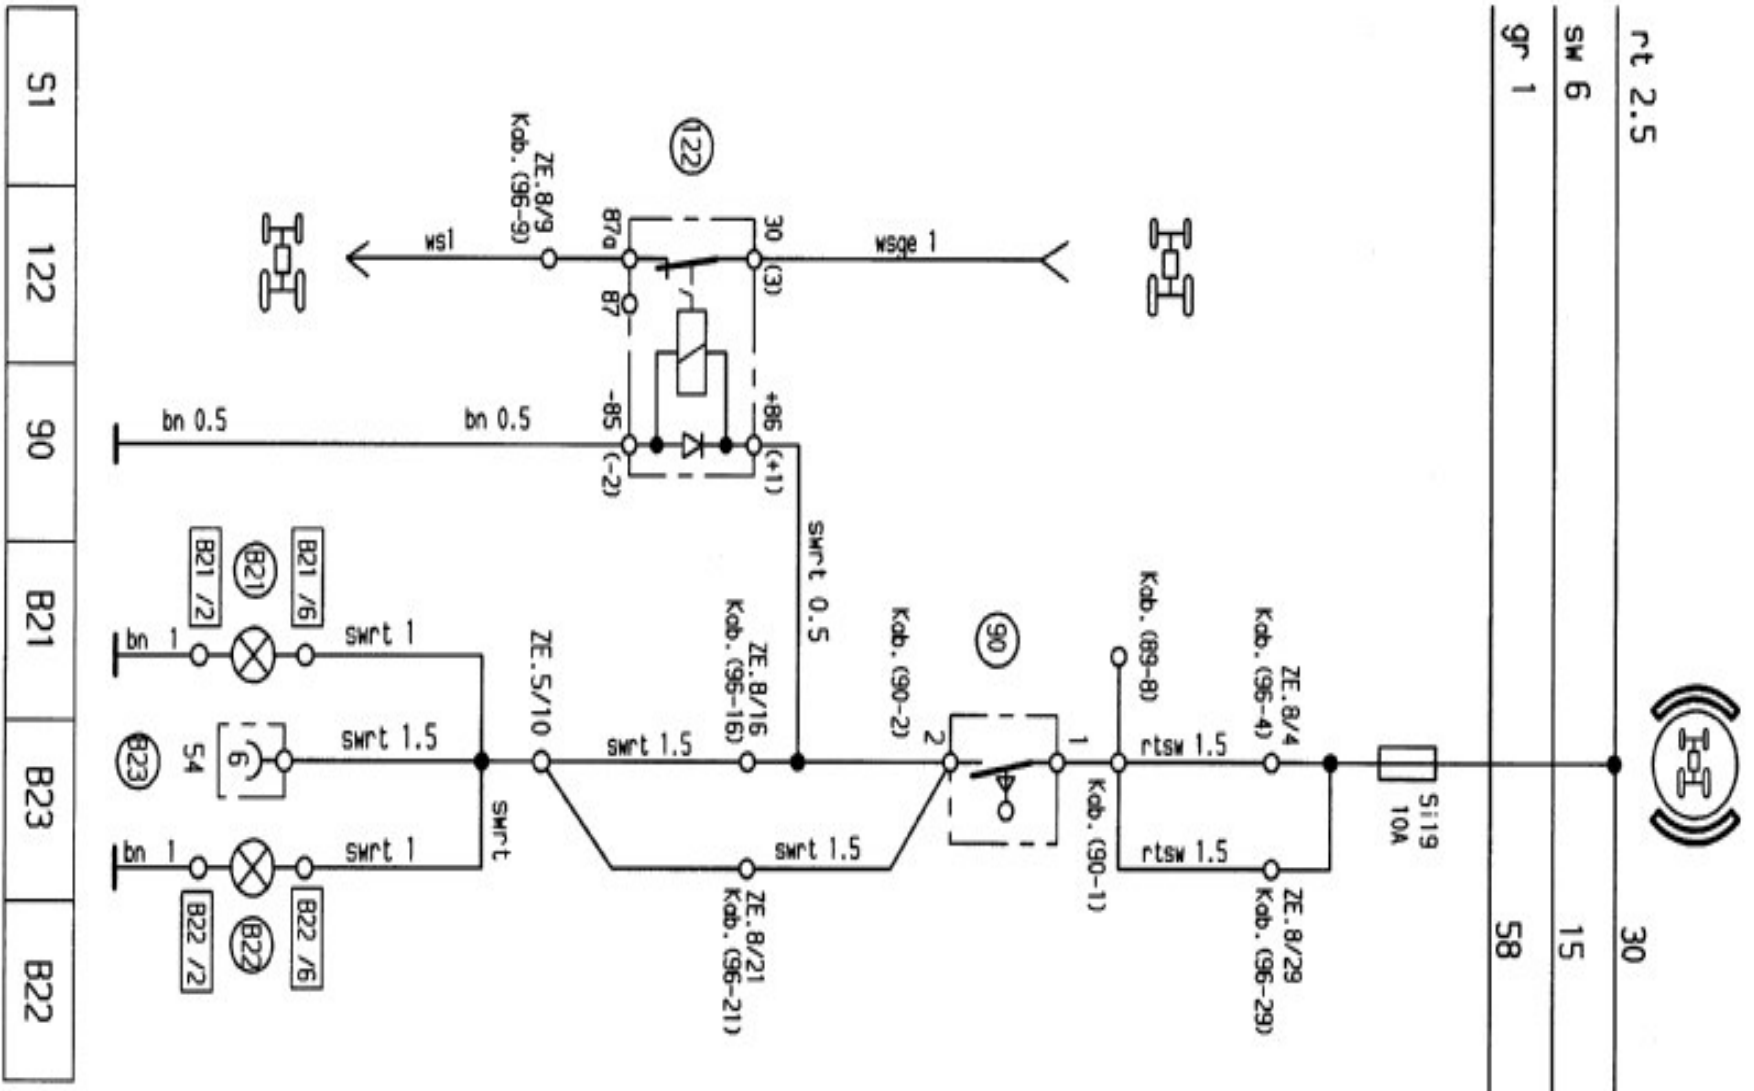 rt 2.5
30
sw 6
15
gr 1
58
Si19
10A
ZE.8/4
Kab. (96-4)
ZE.8/29
Kab. (96-29)
rtsw 1.5
rtsw 1.5
Kab. (89-8)
Kab. (90-1)
1
90
2
Kab. (90-2)
wsge 1
30
(3)
+86
(+1)
swrt 0.5
122
87a
87
-85
(-2)
ZE.8/9
Kab. (96-9)
ws1
bn 0.5
bn 0.5
ZE.8/16
Kab. (96-16)
swrt 1.5
ZE.8/21
Kab. (96-21)
swrt 1.5
ZE.5/10
swrt
swrt 1
swrt 1.5
swrt 1
B21 /6
B21
B21 /2
bn 1
6
54
B23
B22 /6
B22
B22 /2
bn 1
S1
122
90
B21
B23
B22